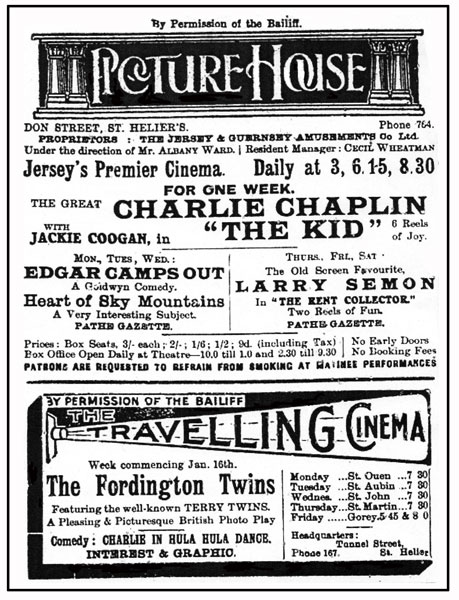 By Permission of the Bailiff.
PICTURE HOUSE
DON STREET, ST. HELIER'S. Phone 764.
PROPRIETORS : THE JERSEY & GUERNSEY AMUSEMENTS Co Ltd.
Under the direction of Mr. ALBANY WARD. | Resident Manager : CECIL WHEATMAN
Jersey's Premier Cinema. Daily at 3, 6.15, 8.30
FOR ONE WEEK.
THE GREAT CHARLIE CHAPLIN
WITH
JACKIE COOGAN, in "THE KID" 6 Reels
of Joy.
MON., TUES, WED. :
EDGAR CAMPS OUT
A Goldwyn Comedy.
Heart of Sky Mountains
A Very Interesting Subject.
PATHE GAZETTE.
THURS., FRI., SAT
The Old Screen Favourite,
LARRY SEMON
In "THE RENT COLLECTOR."
Two Reels of Fun.
PATHE GAZETTE.
Prices : Box Seats, 3/- each ; 2/- ; 1/6 ; 1/2 ; 9d. (including Tax) | No Early Doors
Box Office Open Daily at Theatre—10.0 till 1.0 and 2.30 till 9.30 | No Booking Fees
PATRONS ARE REQUESTED TO REFRAIN FROM SMOKING AT MATINEE PERFORMANCES
BY PERMISSION OF THE BAILIFF
THE
TRAVELLING CINEMA
Week commencing Jan. 16th.
The Fordington Twins
Featuring the well-known TERRY TWINS.
A Pleasing & Picturesque British Photo Play
Comedy : CHARLIE IN HULA HULA DANCE.
INTEREST & GRAPHIC.
Monday ...St. Ouen ...7 30
Tuesday ...St. Aubin ..7 30
Wednes. ...St. John ...7 30
Thursday...St. Martin...7 30
Friday ......Gorey.5 45 & 8 0
Headquarters :
Tunnel Street,
Phone 167. St. Helier